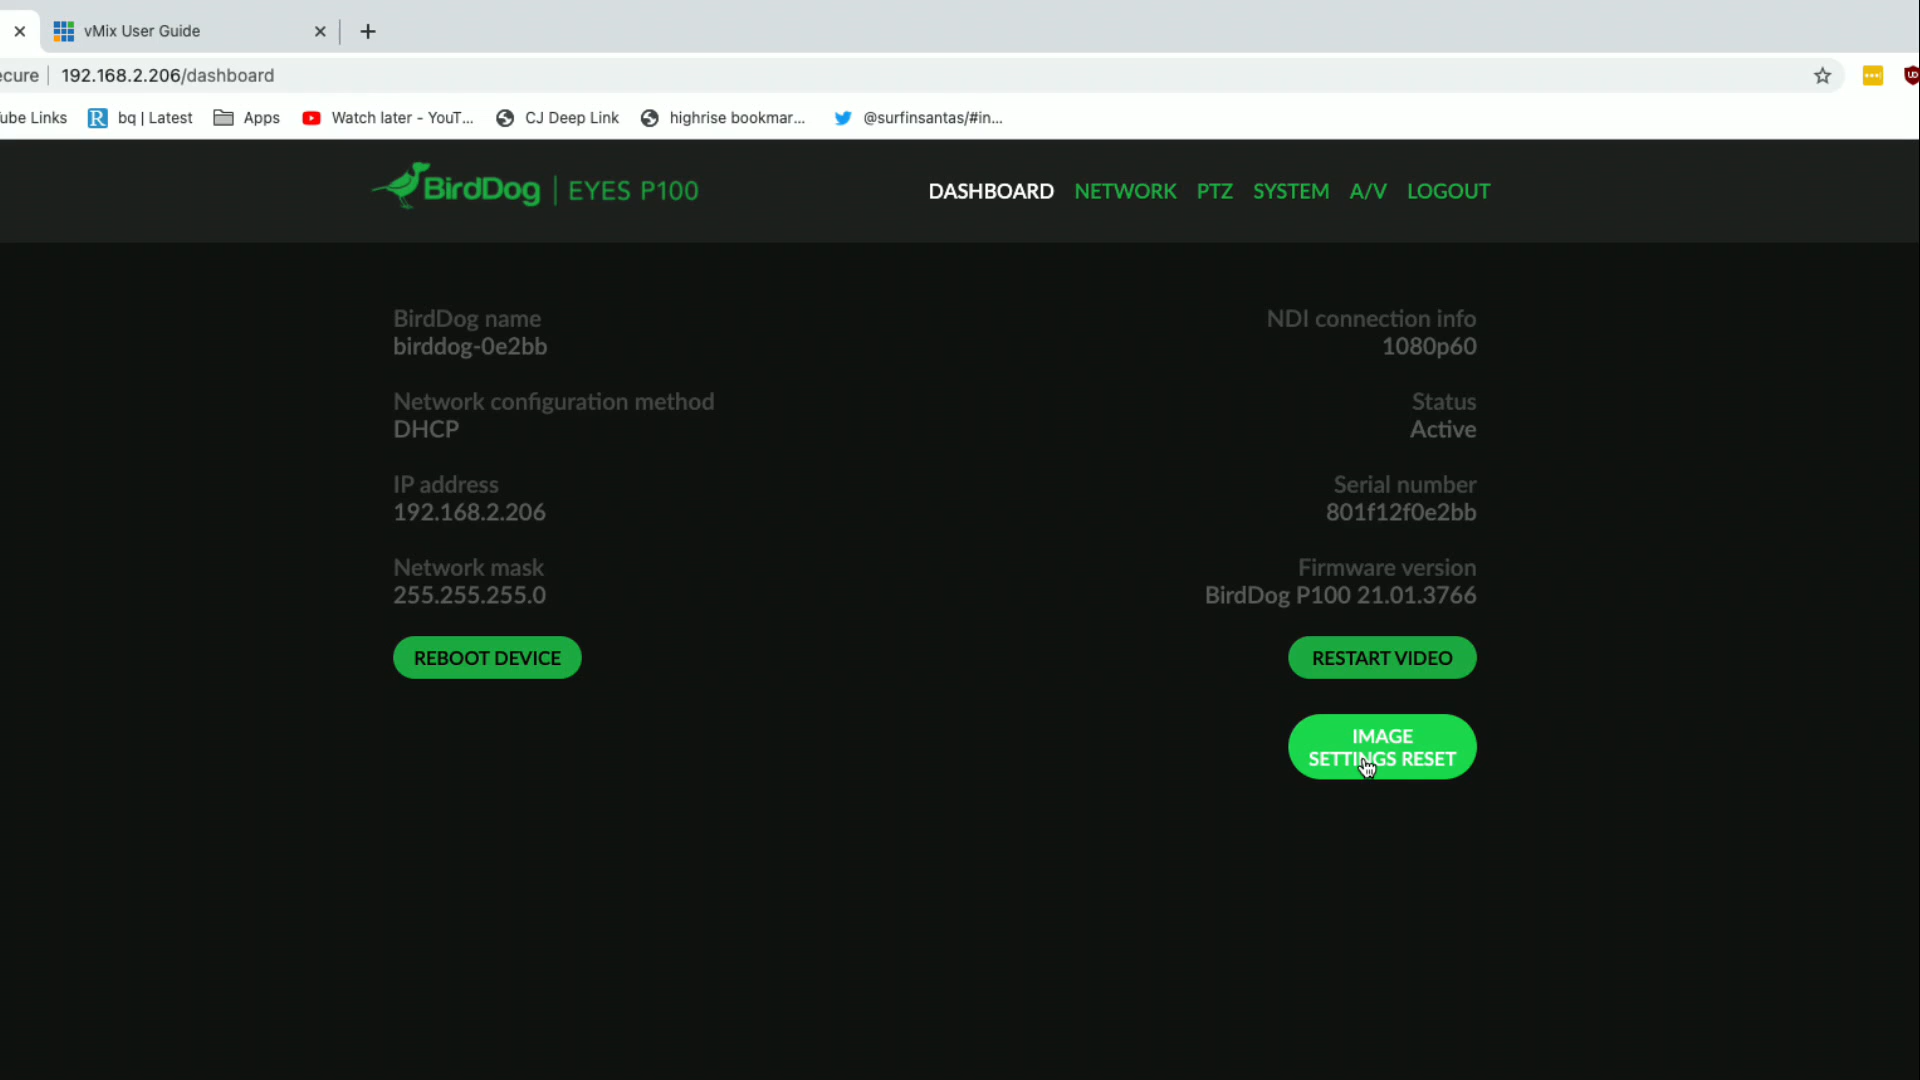 vMix User Guide
ecure 192.168.2.206/dashboard
ube Links bq | Latest Apps Watch later - YouT... CJ Deep Link highrise bookmar... @surfinsantas/#in...
BirdDog EYES P100 DASHBOARD NETWORK PTZ SYSTEM A/V LOGOUT
BirdDog name
birddog-0e2bb
Network configuration method
DHCP
IP address
192.168.2.206
Network mask
255.255.255.0
REBOOT DEVICE
NDI connection info
1080p60
Status
Active
Serial number
801f12f0e2bb
Firmware version
BirdDog P100 21.01.3766
RESTART VIDEO
IMAGE
SETTINGS RESET